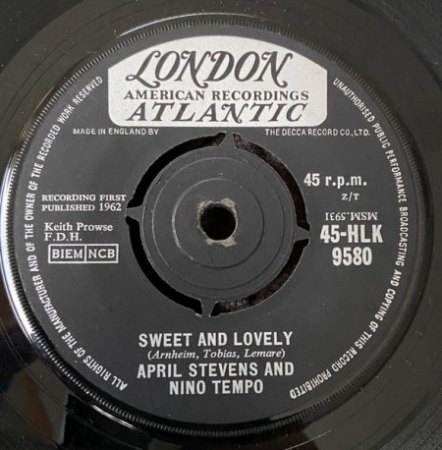 LONDON
AMERICAN RECORDINGS
ATLANTIC
MADE IN ENGLAND BY
THE DECCA RECORD CO., LTD.
45 r.p.m.
z/T
MSM.5931
RECORDING FIRST
PUBLISHED 1962
Keith Prowse
F.D.H.
BIEM NCB
45-HLK
9580
SWEET AND LOVELY
(Arnheim, Tobias, Lemare)
APRIL STEVENS AND
NINO TEMPO
ALL RIGHTS OF THE MANUFACTURER AND OF THE OWNER OF THE RECORDED WORK RESERVED
UNAUTHORISED PUBLIC PERFORMANCE BROADCASTING AND COPYING OF THIS RECORD PROHIBITED